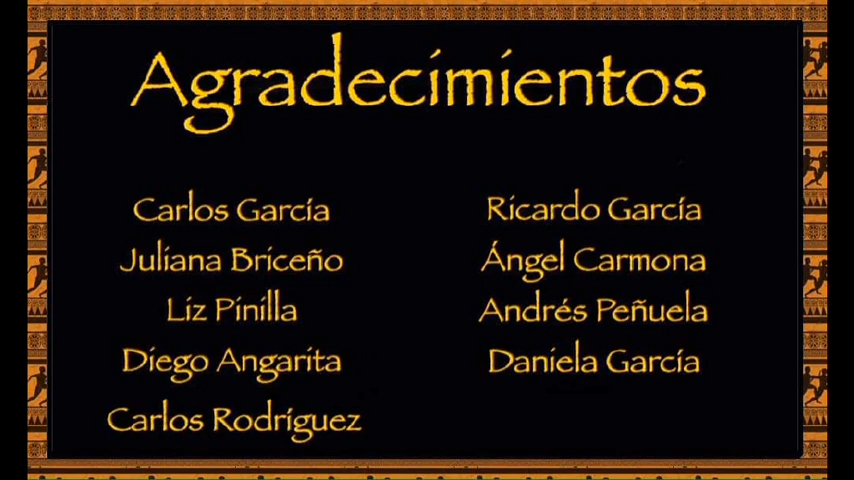 Agradecimientos
Carlos García
Juliana Briceño
Liz Pinilla
Diego Angarita
Carlos Rodríguez
Ricardo García
Ángel Carmona
Andrés Peñuela
Daniela García